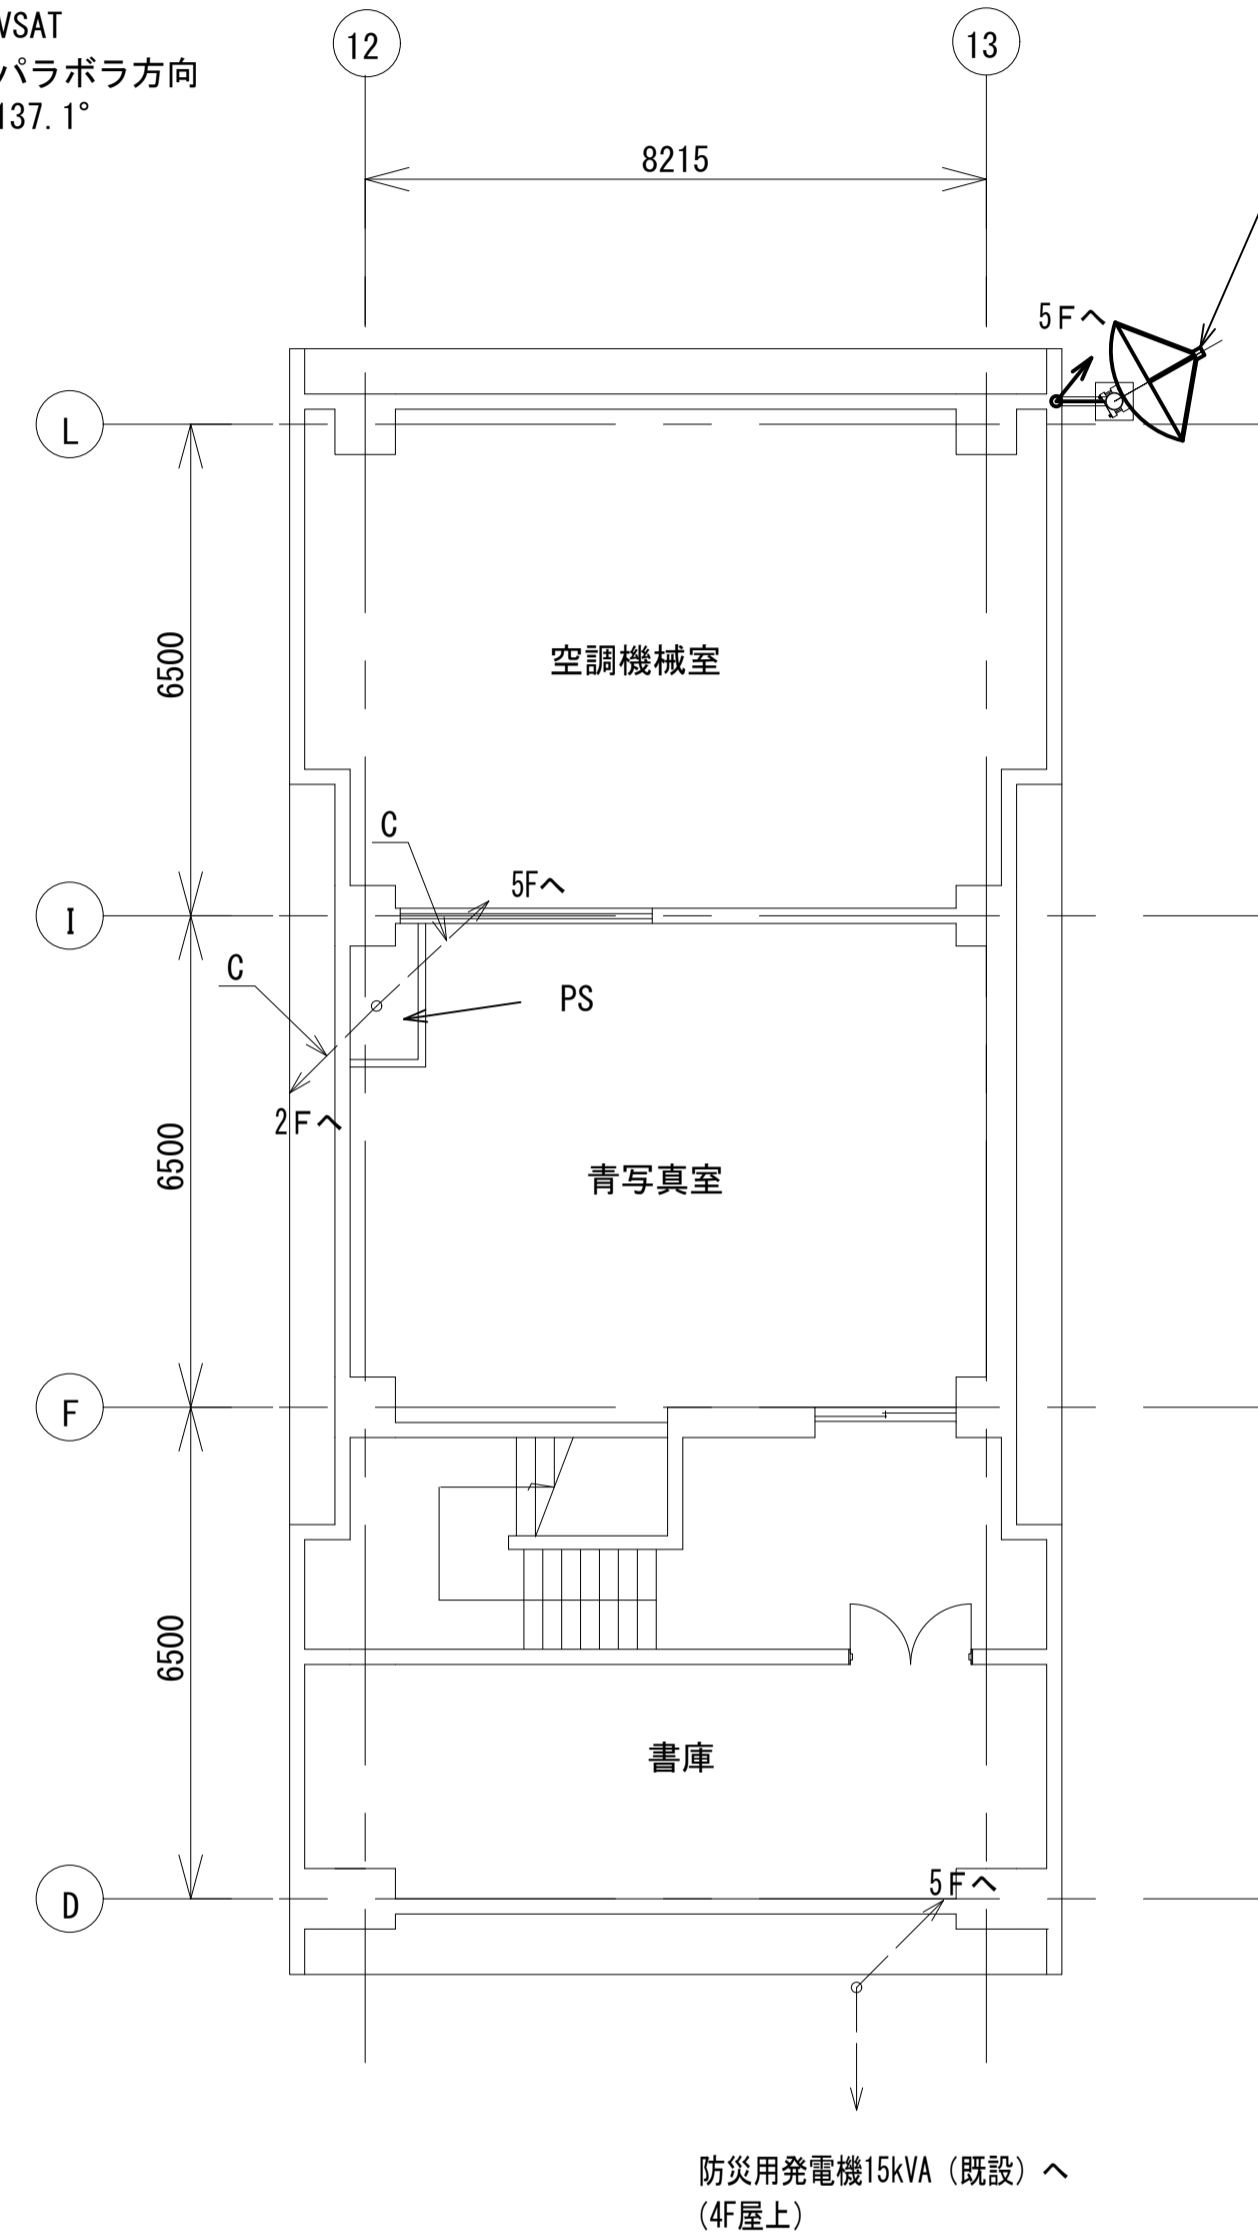 VSAT
パラボラ方向
137.1°
12
13
8215
5Fへ
L
6500
空調機械室
C
5Fへ
I
C
PS
2Fへ
6500
青写真室
F
6500
書庫
5Fへ
D
防災用発電機15kVA（既設）へ
(4F屋上)